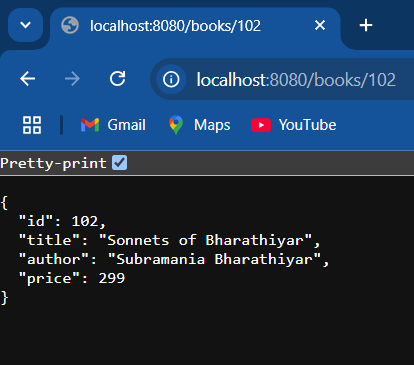 localhost:8080/books/102
localhost:8080/books/102
Gmail Maps YouTube
Pretty-print
{
  "id": 102,
  "title": "Sonnets of Bharathiyar",
  "author": "Subramania Bharathiyar",
  "price": 299
}